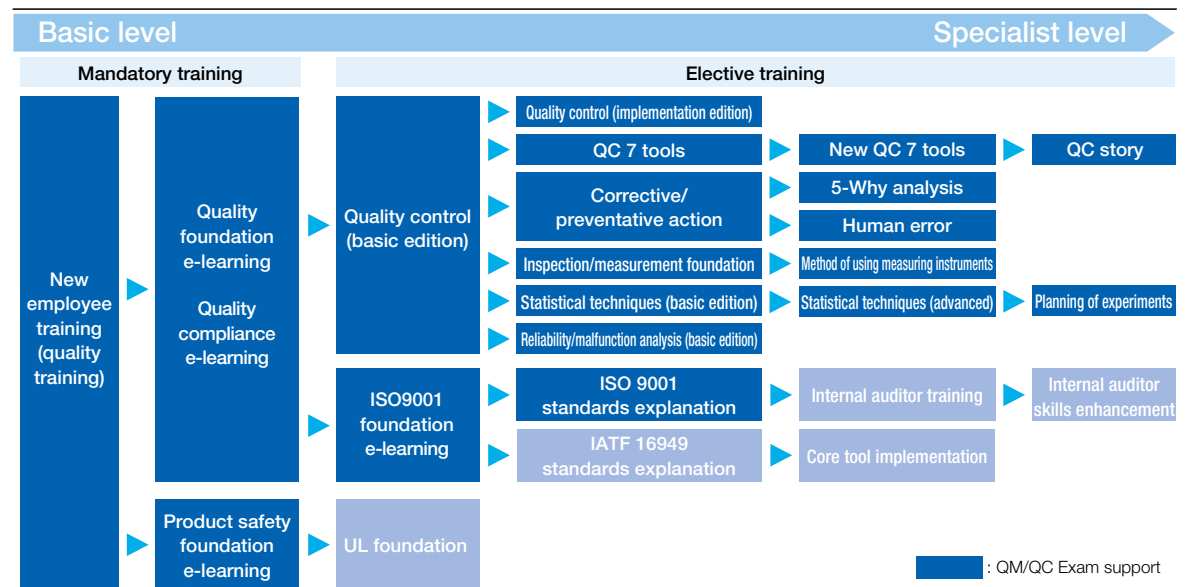 Basic level
Specialist level
Mandatory training
Elective training
New
employee
training
(quality
training)
Quality
foundation
e-learning
Quality
compliance
e-learning
Product safety
foundation
e-learning
Quality control
(basic edition)
ISO9001
foundation
e-learning
UL foundation
Quality control (implementation edition)
QC 7 tools
New QC 7 tools
QC story
Corrective/
preventative action
5-Why analysis
Human error
Inspection/measurement foundation
Method of using measuring instruments
Statistical techniques (basic edition)
Statistical techniques (advanced)
Planning of experiments
Reliability/malfunction analysis (basic edition)
ISO 9001
standards explanation
Internal auditor training
Internal auditor
skills enhancement
IATF 16949
standards explanation
Core tool implementation
: QM/QC Exam support